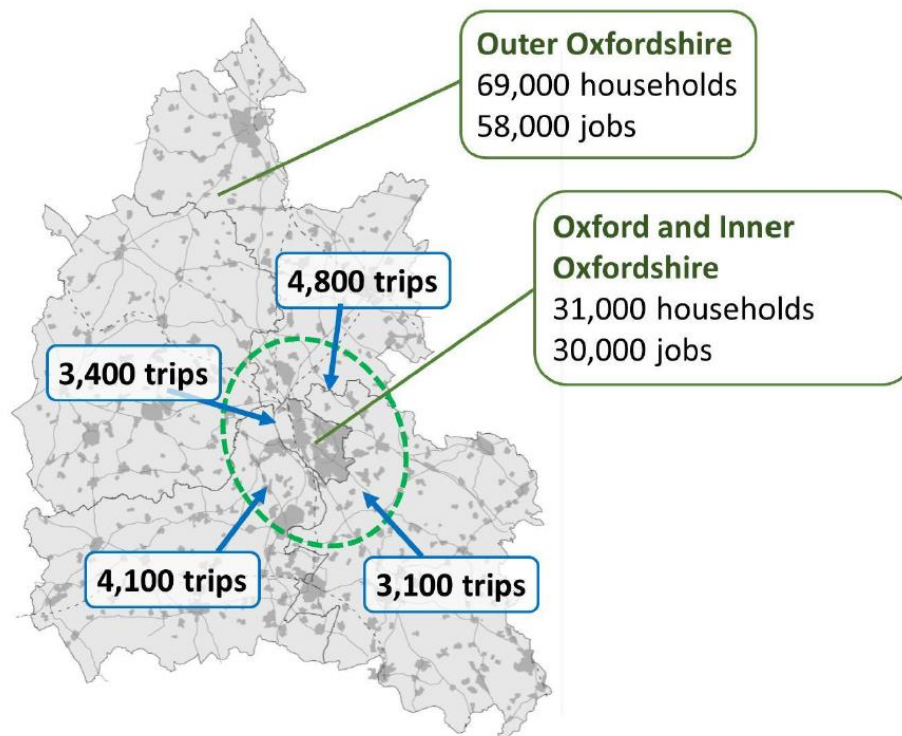 Outer Oxfordshire
69,000 households
58,000 jobs
Oxford and Inner
Oxfordshire
31,000 households
30,000 jobs
4,800 trips
3,400 trips
4,100 trips
3,100 trips